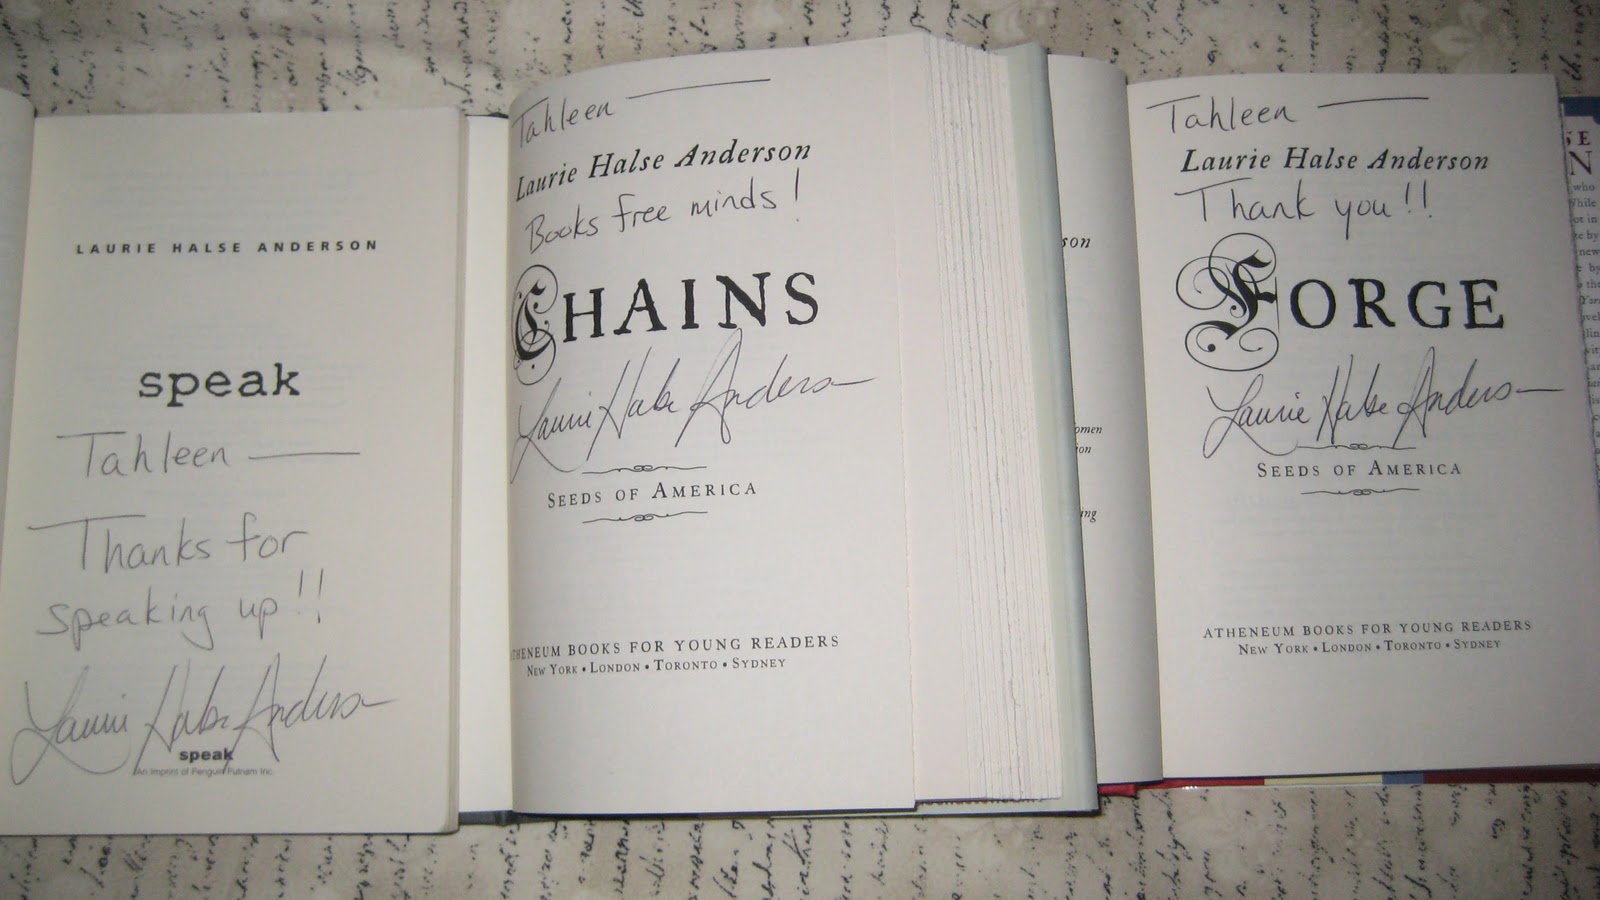 LAURIE HALSE ANDERSON
speak
Tahleen
Thanks for
speaking up!!
Laurie Halse Anderson
speak
An Imprint of Penguin Putnam Inc.
Tahleen
Laurie Halse Anderson
Books free minds!
CHAINS
Laurie Halse Anderson
SEEDS OF AMERICA
ATHENEUM BOOKS FOR YOUNG READERS
NEW YORK • LONDON • TORONTO • SYDNEY
Tahleen
Laurie Halse Anderson
Thank you!!
FORGE
Laurie Halse Anderson
SEEDS OF AMERICA
ATHENEUM BOOKS FOR YOUNG READERS
NEW YORK • LONDON • TORONTO • SYDNEY
who